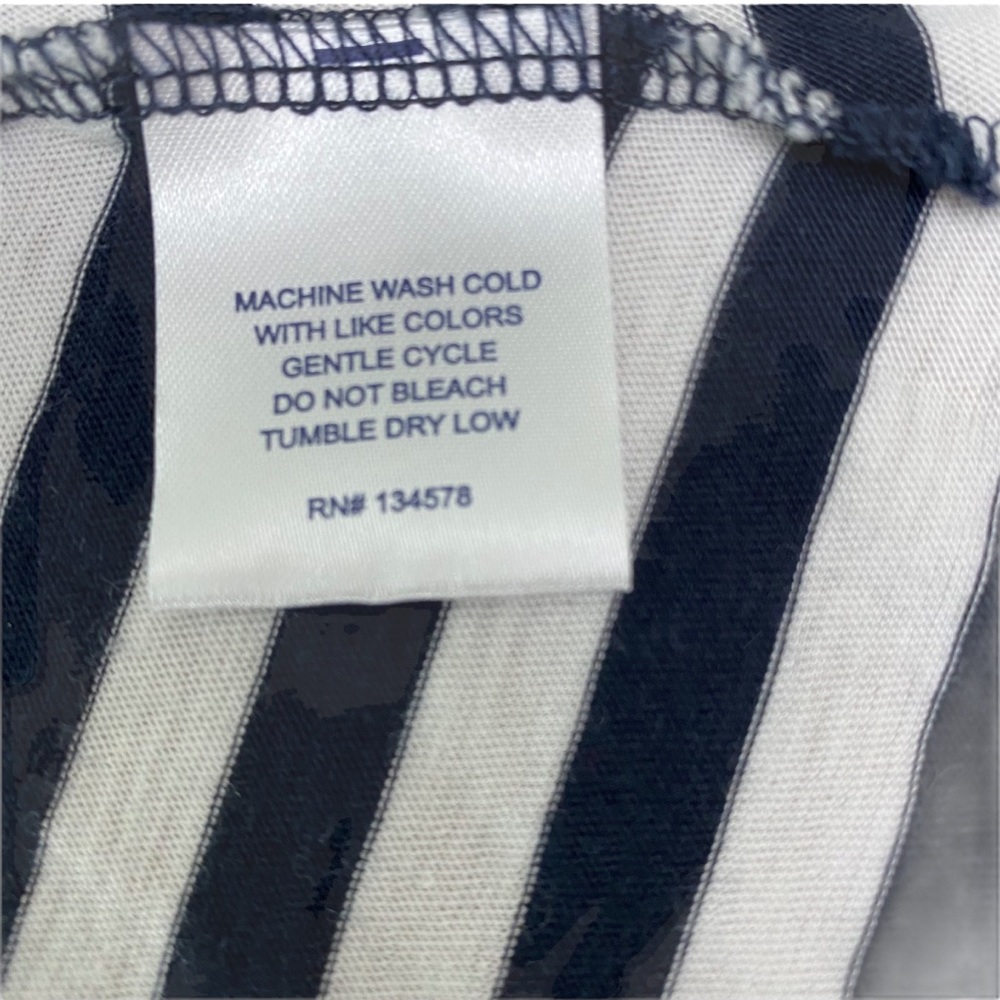 MACHINE WASH COLD
WITH LIKE COLORS
GENTLE CYCLE
DO NOT BLEACH
TUMBLE DRY LOW
RN# 134578